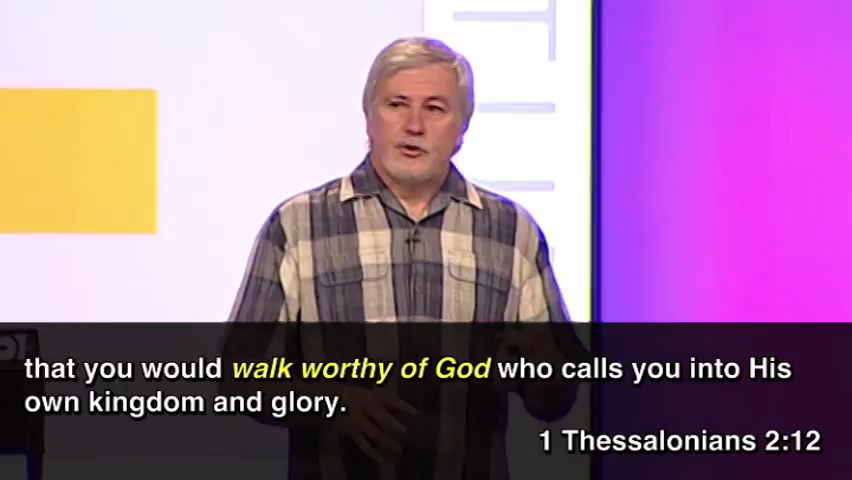 that you would walk worthy of God who calls you into His
own kingdom and glory.
1 Thessalonians 2:12